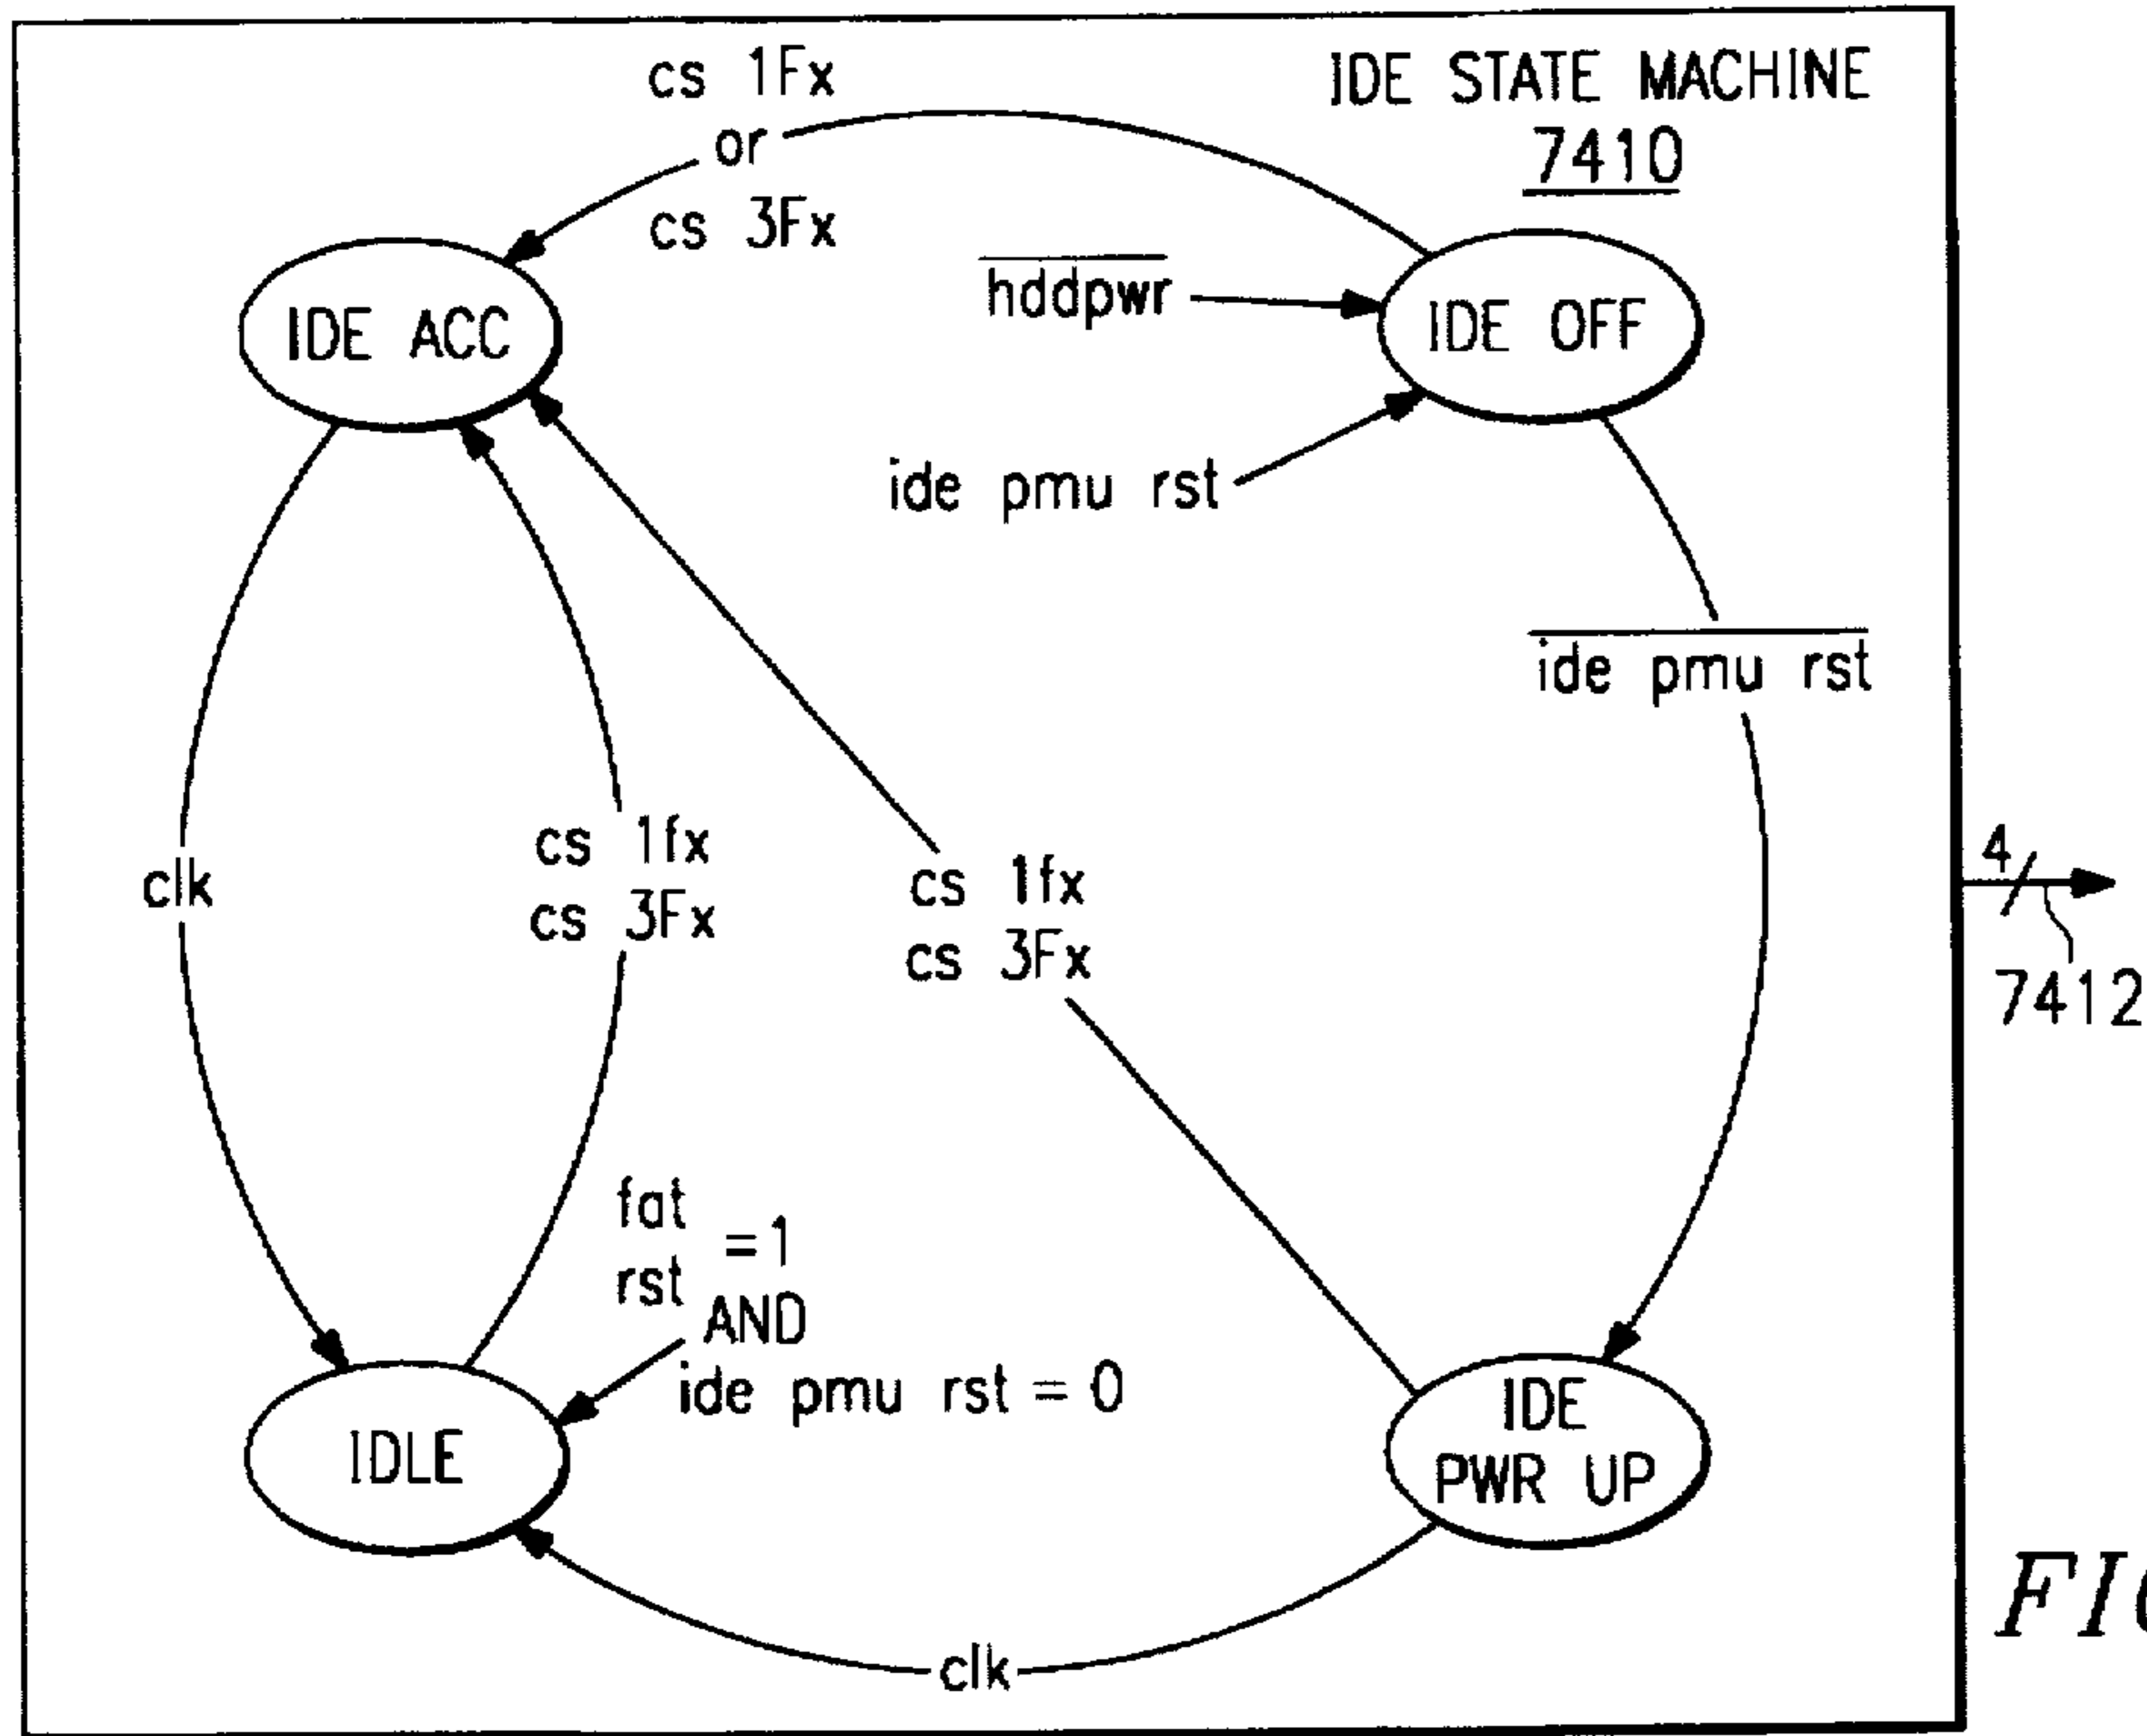 cs 1Fx
or
cs 3Fx
IDE STATE MACHINE
7410
IDE ACC
hddpwr
IDE OFF
ide pmu rst
ide pmu rst
clk
cs 1fx
cs 3Fx
cs 1fx
cs 3Fx
4
7412
fat
rst
=1
AND
ide pmu rst = 0
IDLE
IDE
PWR UP
clk